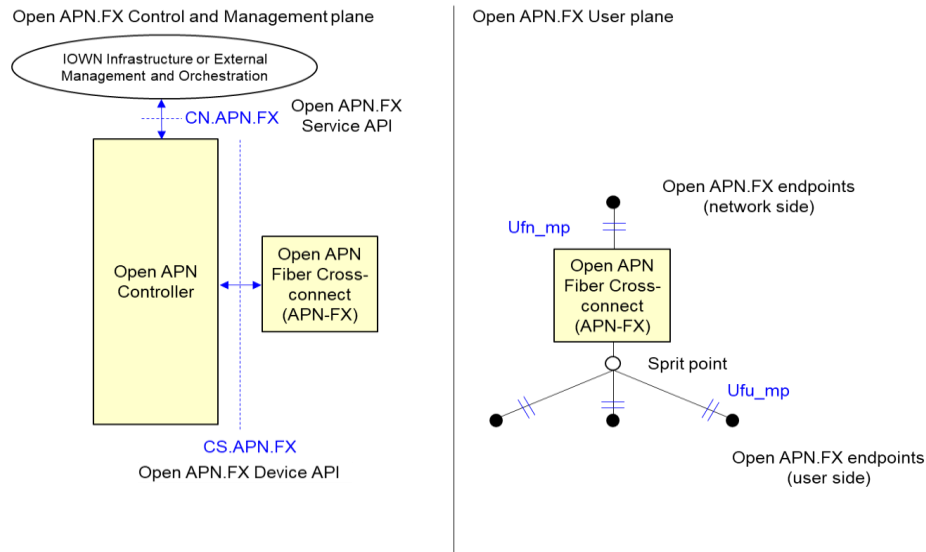 Open APN.FX Control and Management plane
IOWN Infrastructure or External
Management and Orchestration
CN.APN.FX
Open APN.FX
Service API
Open APN
Controller
Open APN
Fiber Cross-
connect
(APN-FX)
CS.APN.FX
Open APN.FX Device API
Open APN.FX User plane
Open APN.FX endpoints
(network side)
Ufn_mp
Open APN
Fiber Cross-
connect
(APN-FX)
Sprit point
Ufu_mp
Open APN.FX endpoints
(user side)